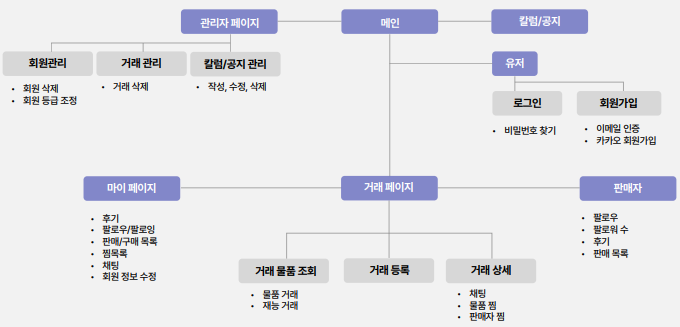 관리자 페이지
메인
칼럼/공지
회원관리
거래 관리
칼럼/공지 관리
유저
• 회원 삭제
• 회원 등급 조정
• 거래 삭제
• 작성, 수정, 삭제
로그인
회원가입
• 비밀번호 찾기
• 이메일 인증
• 카카오 회원가입
마이 페이지
거래 페이지
판매자
• 후기
• 팔로우/팔로잉
• 판매/구매 목록
• 찜목록
• 채팅
• 회원 정보 수정
• 팔로우
• 팔로워 수
• 후기
• 판매 목록
거래 물품 조회
거래 등록
거래 상세
• 물품 거래
• 재능 거래
• 채팅
• 물품 찜
• 판매자 찜